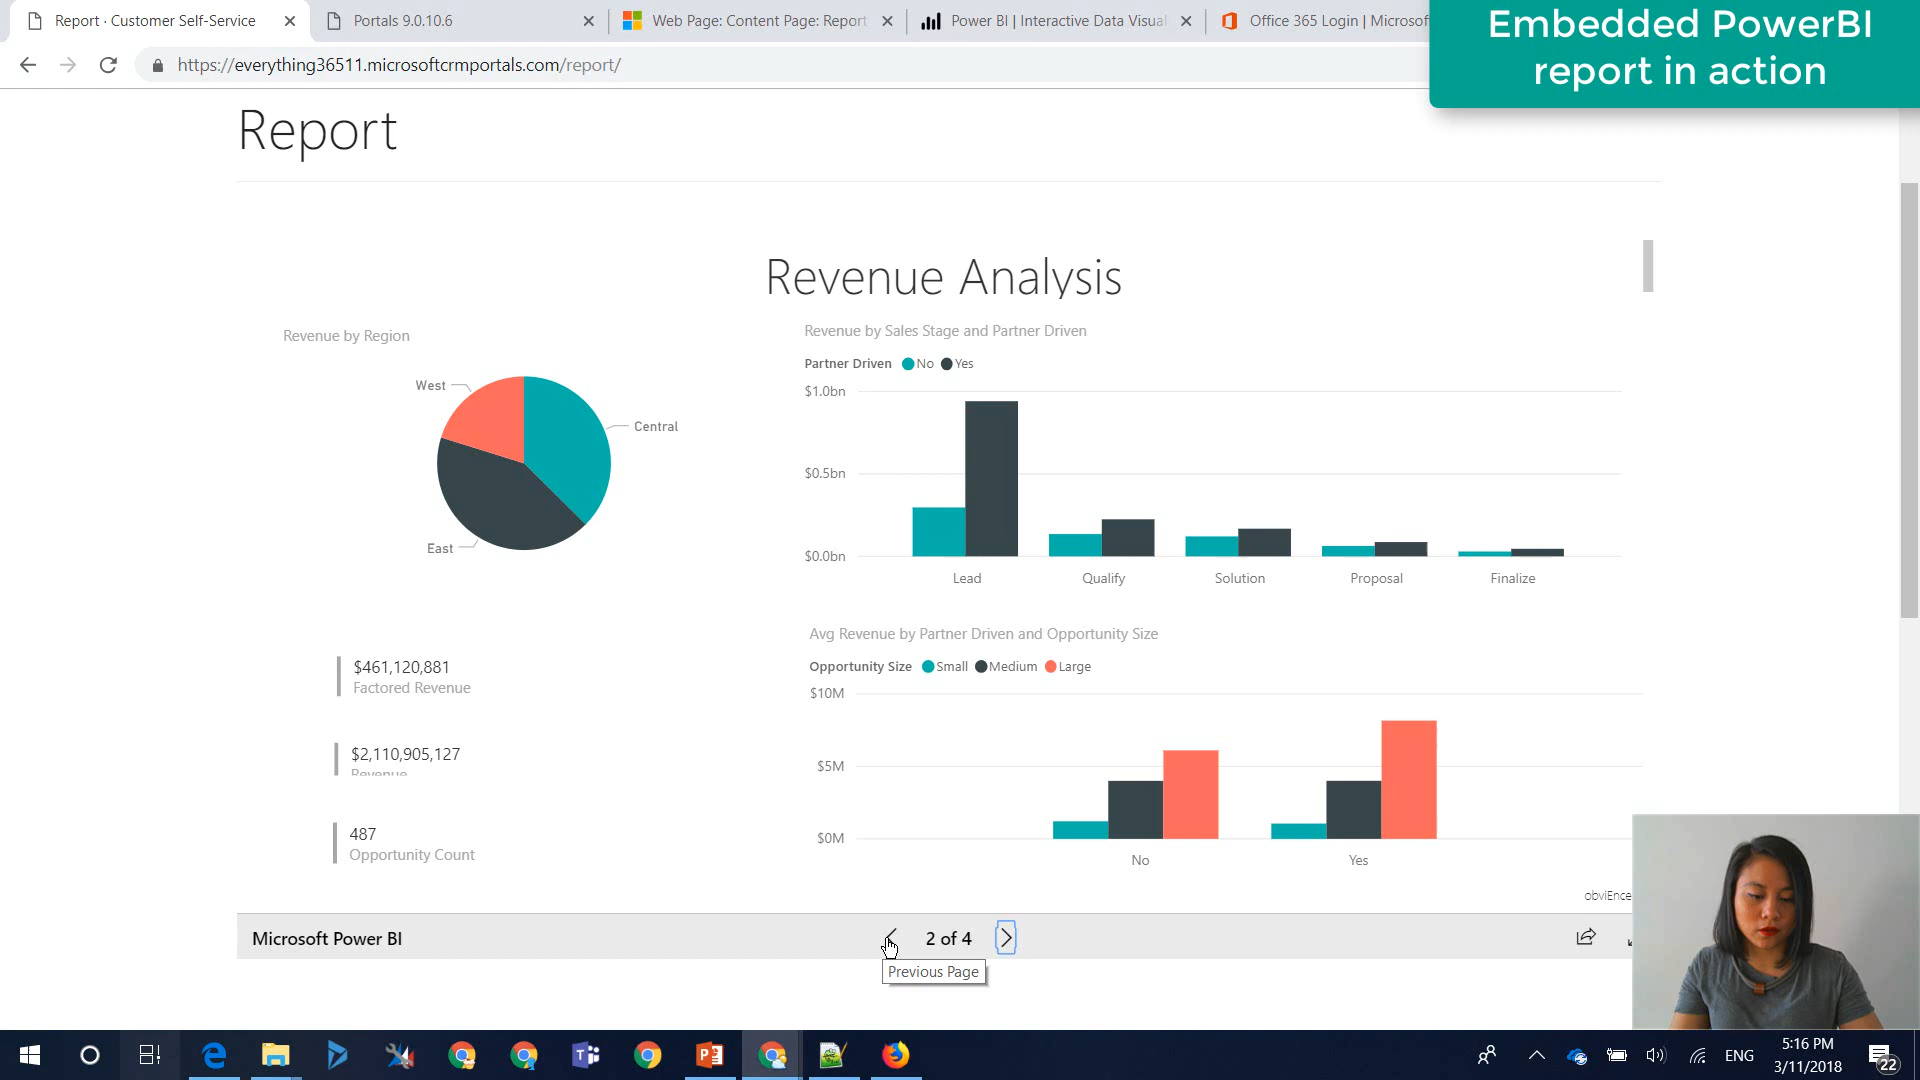 Report · Customer Self-Service
Portals 9.0.10.6
Web Page: Content Page: Report
Power BI | Interactive Data Visual
Office 365 Login | Microsof
Embedded PowerBI
report in action
https://everything36511.microsoftcrmportals.com/report/
Report
Revenue Analysis
Revenue by Region
West
Central
East
Revenue by Sales Stage and Partner Driven
Partner Driven No Yes
$1.0bn
$0.5bn
$0.0bn
Lead Qualify Solution Proposal Finalize
$461,120,881
Factored Revenue
$2,110,905,127
Revenue
487
Opportunity Count
Avg Revenue by Partner Driven and Opportunity Size
Opportunity Size Small Medium Large
$10M
$5M
$0M
No Yes
obviEnce
Microsoft Power BI
2 of 4
Previous Page
ENG
5:16 PM
3/11/2018
22